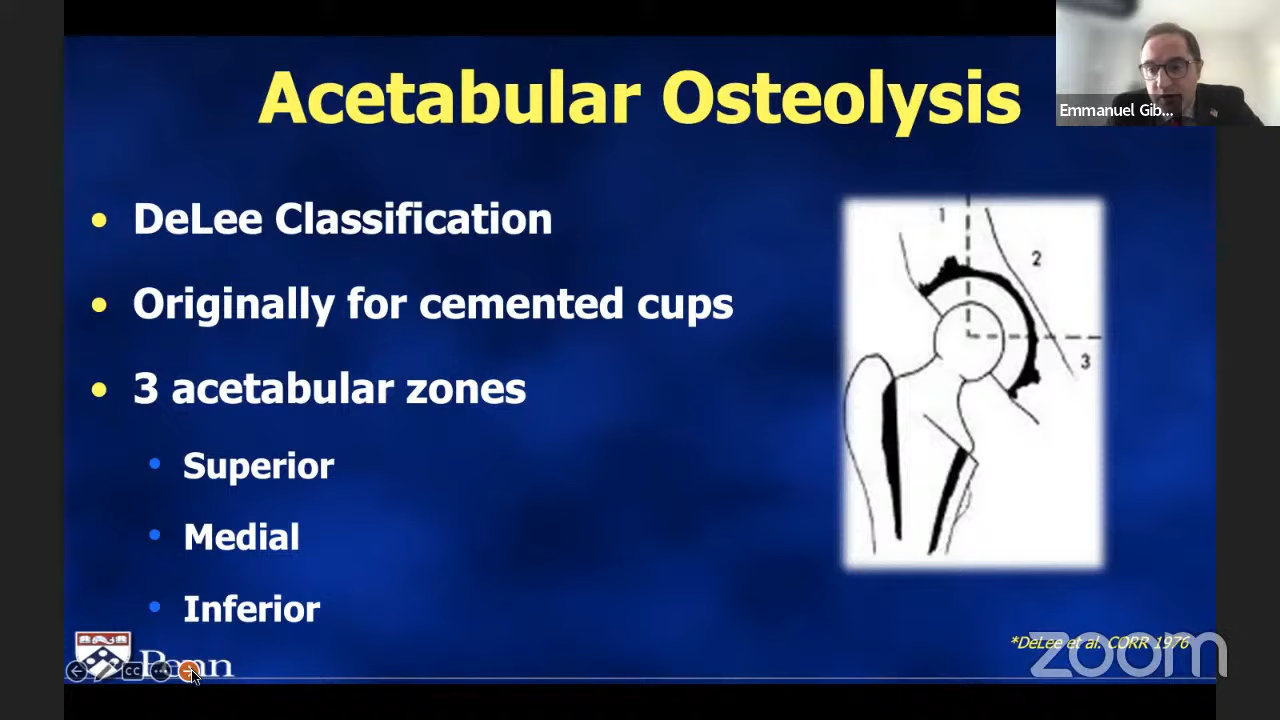 Acetabular Osteolysis
Emmanuel Gib...
DeLee Classification
Originally for cemented cups
3 acetabular zones
Superior
Medial
Inferior
1
2
3
*DeLee et al. CORR 1976
Penn
CC
zoom